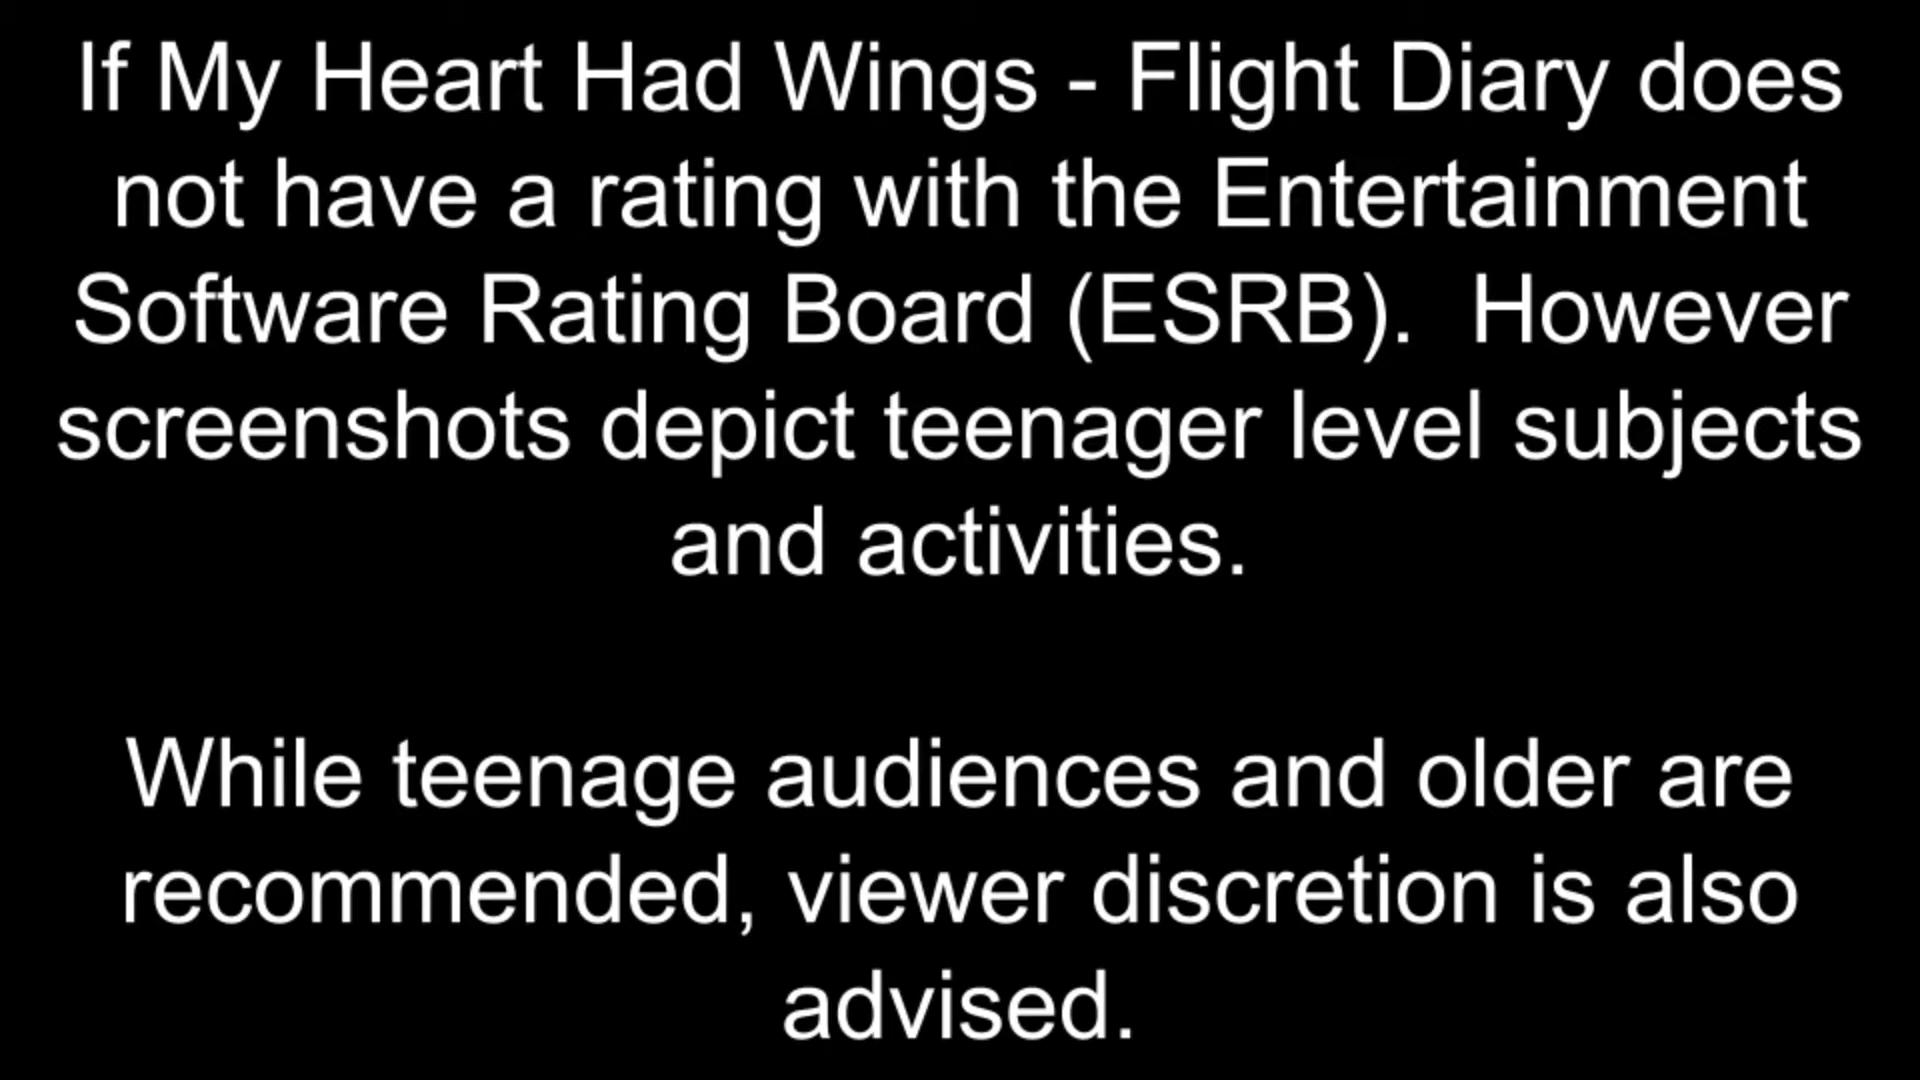 If My Heart Had Wings - Flight Diary does
not have a rating with the Entertainment
Software Rating Board (ESRB).  However
screenshots depict teenager level subjects
and activities.
While teenage audiences and older are
recommended, viewer discretion is also
advised.